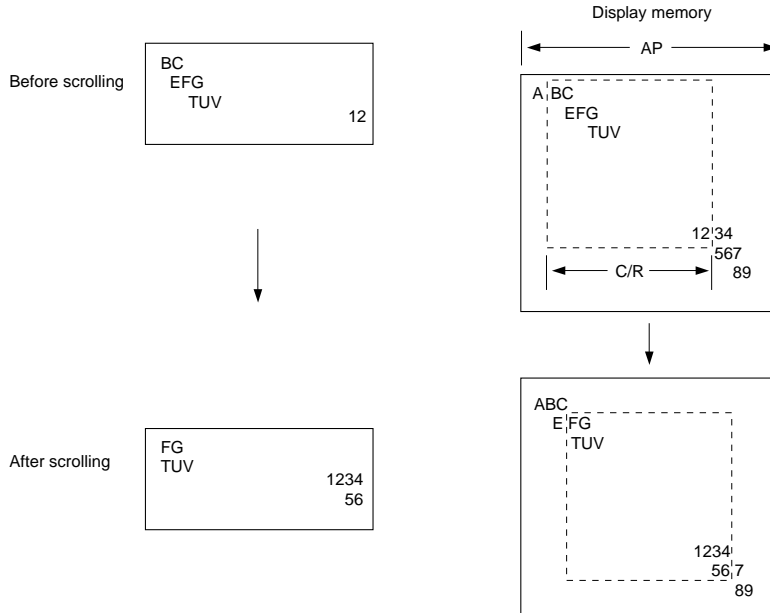 Display memory
AP
Before scrolling
BC
EFG
TUV
12
A BC
EFG
TUV
12 34
567
89
C/R
After scrolling
FG
TUV
1234
56
ABC
E FG
TUV
1234
56 7
89